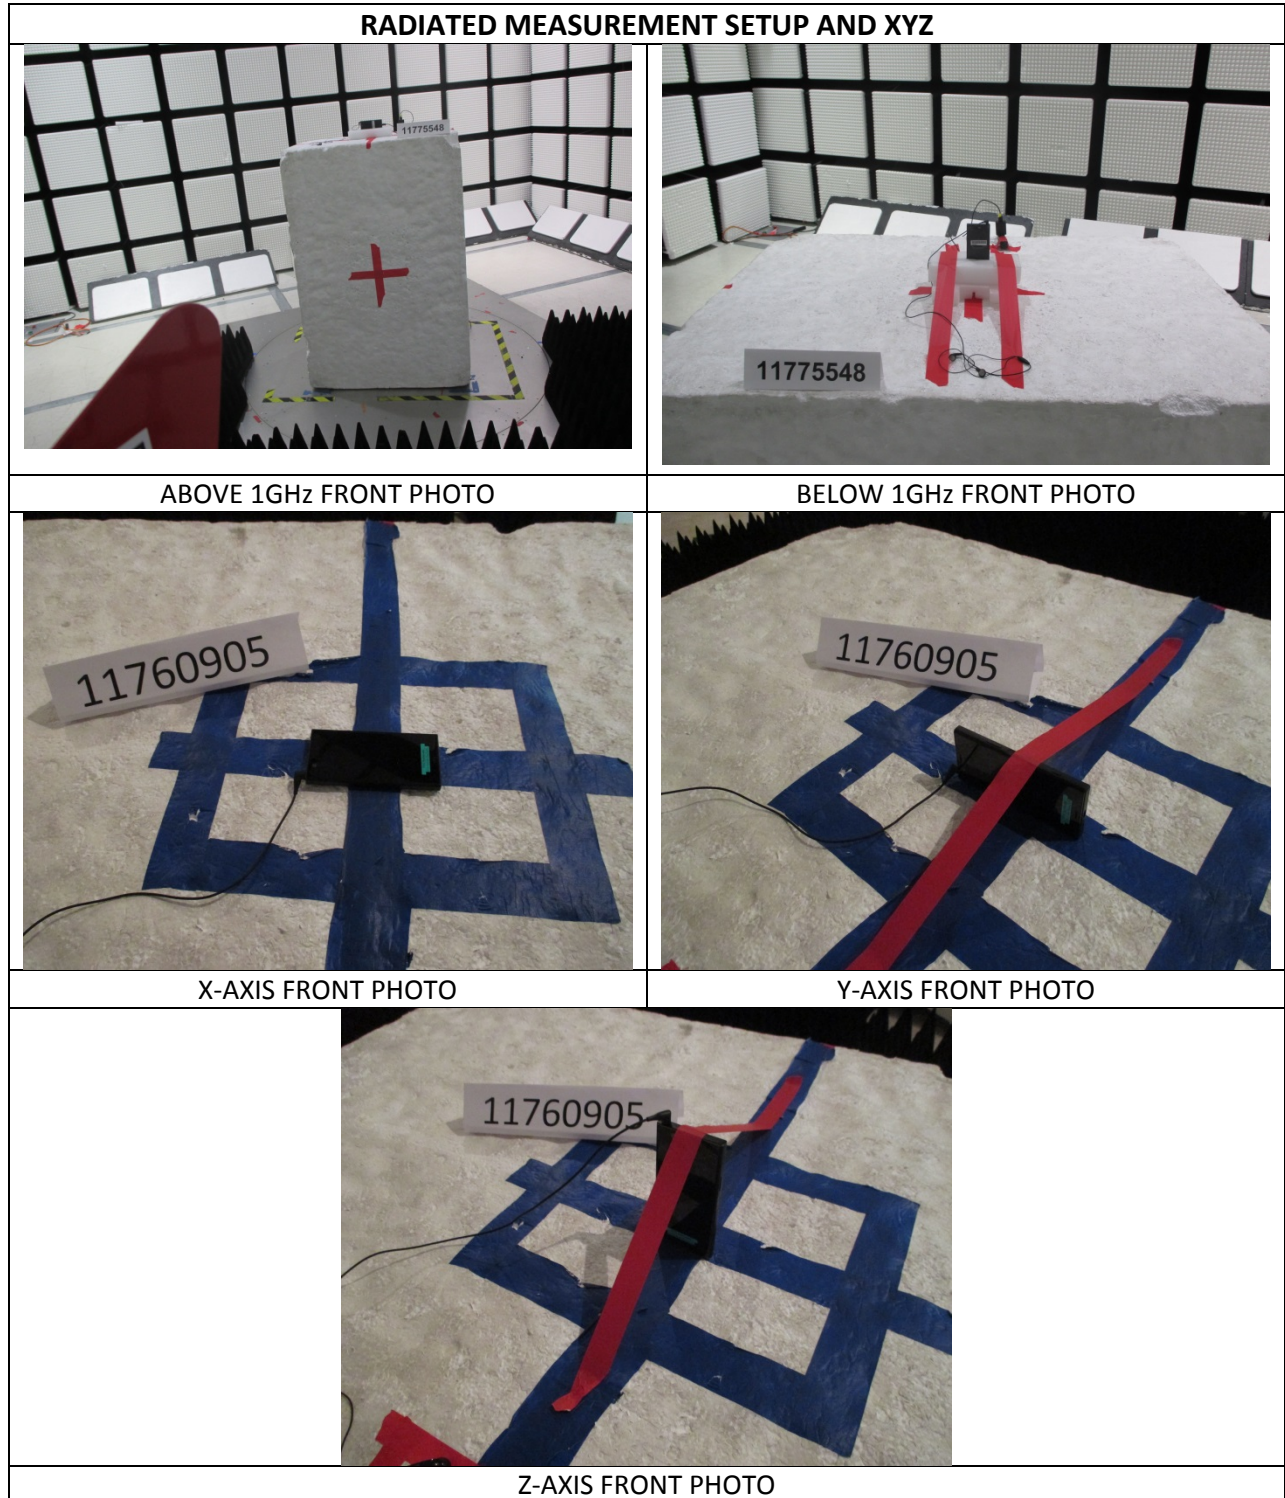 RADIATED MEASUREMENT SETUP AND XYZ
11775548
11775548
ABOVE 1GHz FRONT PHOTO
BELOW 1GHz FRONT PHOTO
11760905
11760905
X-AXIS FRONT PHOTO
Y-AXIS FRONT PHOTO
11760905
Z-AXIS FRONT PHOTO